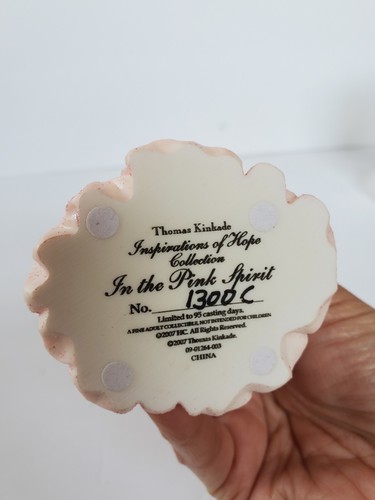 Thomas Kinkade
Inspirations of Hope
Collection
In the Pink Spirit
No. 1300C
Limited to 95 casting days.
A FINE ADULT COLLECTIBLE, NOT INTENDED FOR CHILDREN
©2007 HC. All Rights Reserved.
©2007 Thomas Kinkade.
09-01264-003
CHINA